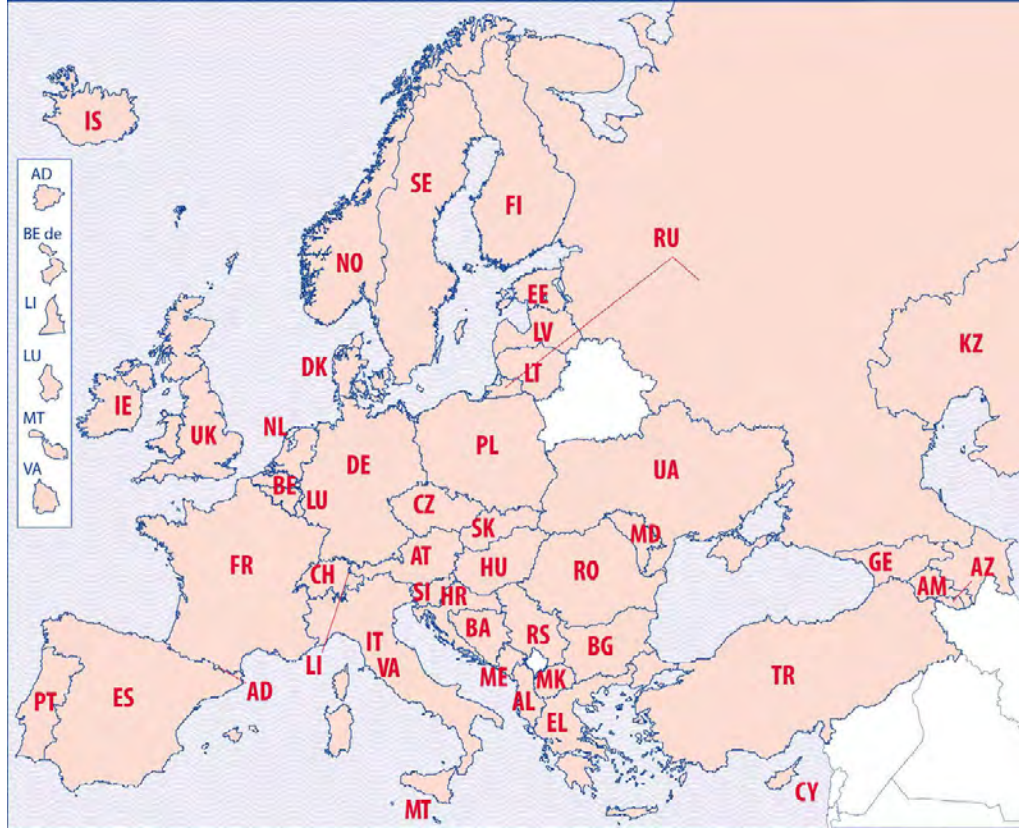 IS
AD
BE de
LI
LU
MT
VA
SE
FI
NO
RU
EE
LV
LT
DK
KZ
IE
UK
NL
DE
PL
BE
LU
CZ
UA
SK
MD
FR
CH
AT
HU
RO
GE
AZ
AM
SI
HR
BA
RS
BG
IT
VA
LI
ME
MK
TR
PT
ES
AD
AL
EL
MT
CY